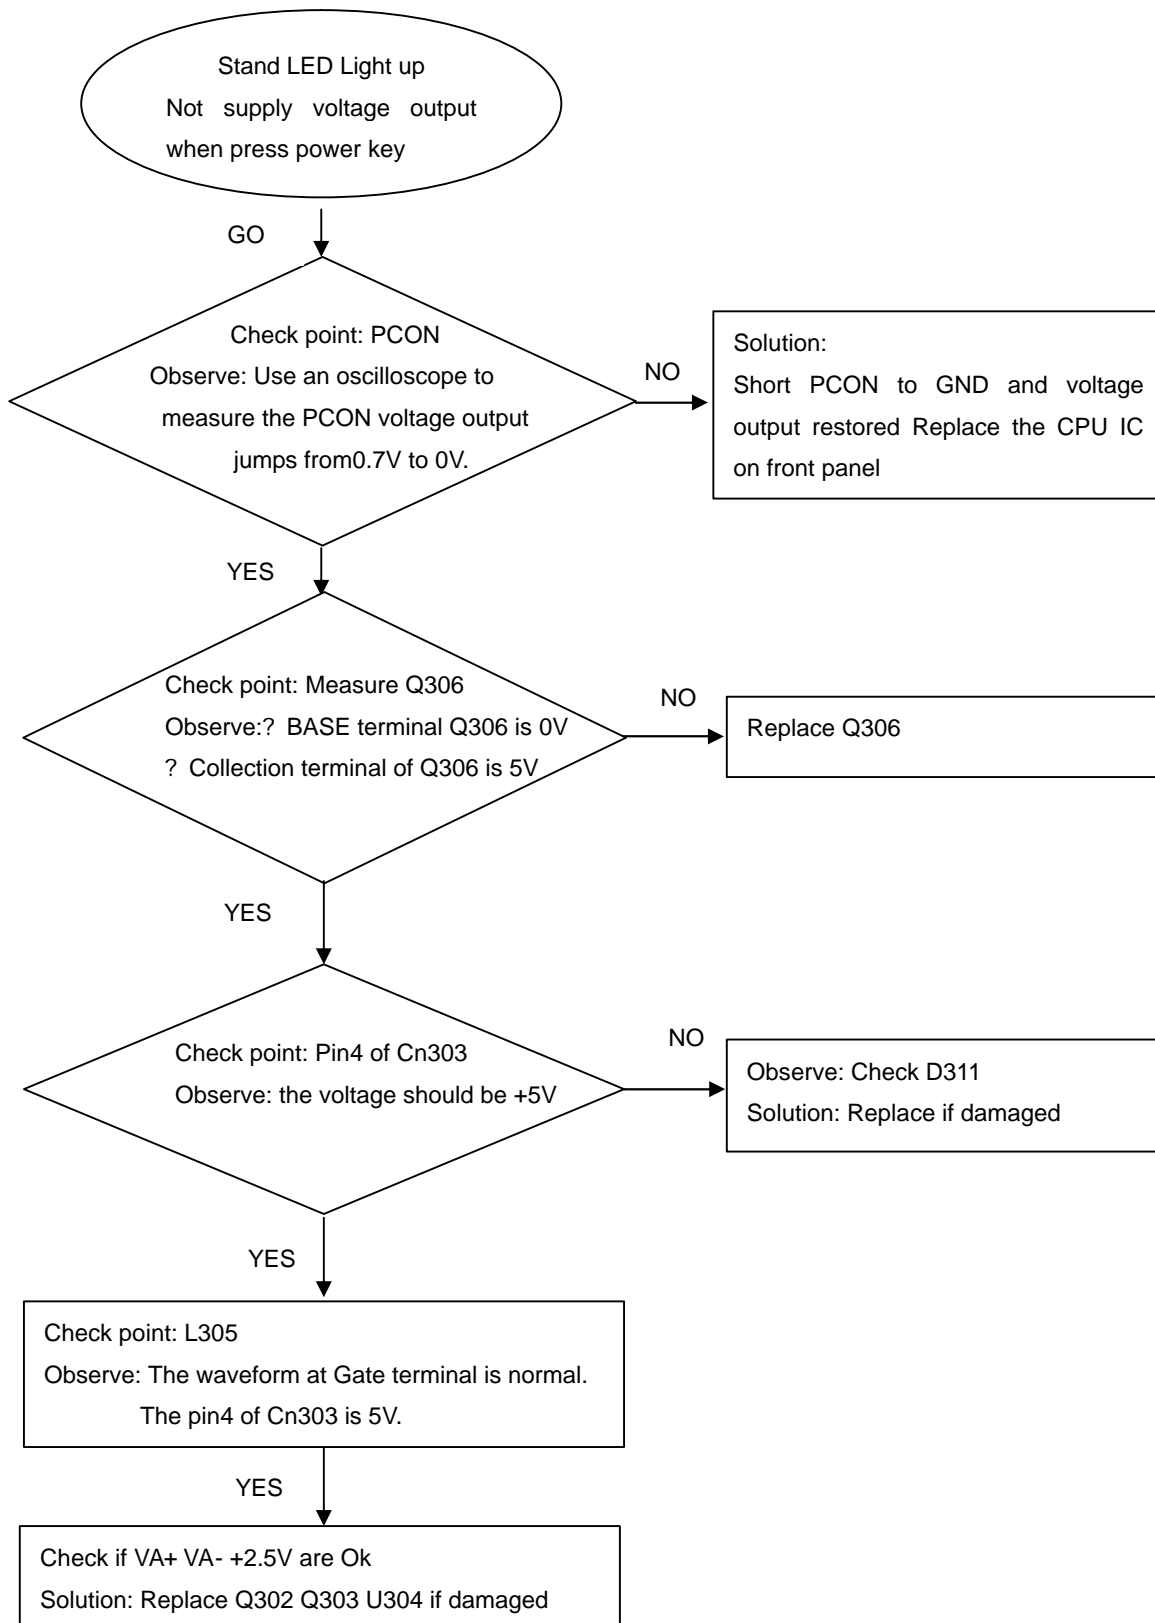 Stand LED Light up
Not supply voltage output
when press power key
GO
Check point: PCON
Observe: Use an oscilloscope to
measure the PCON voltage output
jumps from0.7V to 0V.
NO
Solution:
Short PCON to GND and voltage
output restored Replace the CPU IC
on front panel
YES
Check point: Measure Q306
Observe:? BASE terminal Q306 is 0V
? Collection terminal of Q306 is 5V
NO
Replace Q306
YES
Check point: Pin4 of Cn303
Observe: the voltage should be +5V
NO
Observe: Check D311
Solution: Replace if damaged
YES
Check point: L305
Observe: The waveform at Gate terminal is normal.
The pin4 of Cn303 is 5V.
YES
Check if VA+ VA- +2.5V are Ok
Solution: Replace Q302 Q303 U304 if damaged